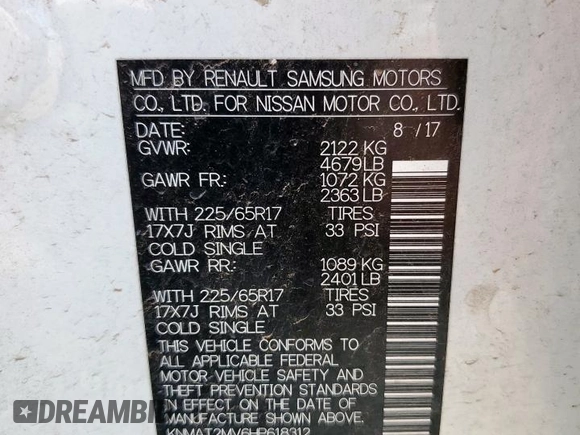 MFD BY RENAULT SAMSUNG MOTORS
CO., LTD. FOR NISSAN MOTOR CO., LTD.
DATE: 8 /17
GVWR: 2122 KG
4679 LB
GAWR FR: 1072 KG
2363 LB
WITH 225/65R17 TIRES
17X7J RIMS AT 33 PSI
COLD SINGLE
GAWR RR: 1089 KG
2401 LB
WITH 225/65R17 TIRES
17X7J RIMS AT 33 PSI
COLD SINGLE
THIS VEHICLE CONFORMS TO
ALL APPLICABLE FEDERAL
MOTOR VEHICLE SAFETY AND
THEFT PREVENTION STANDARDS
IN EFFECT ON THE DATE OF
MANUFACTURE SHOWN ABOVE.
KNMAT2MV6HP618312